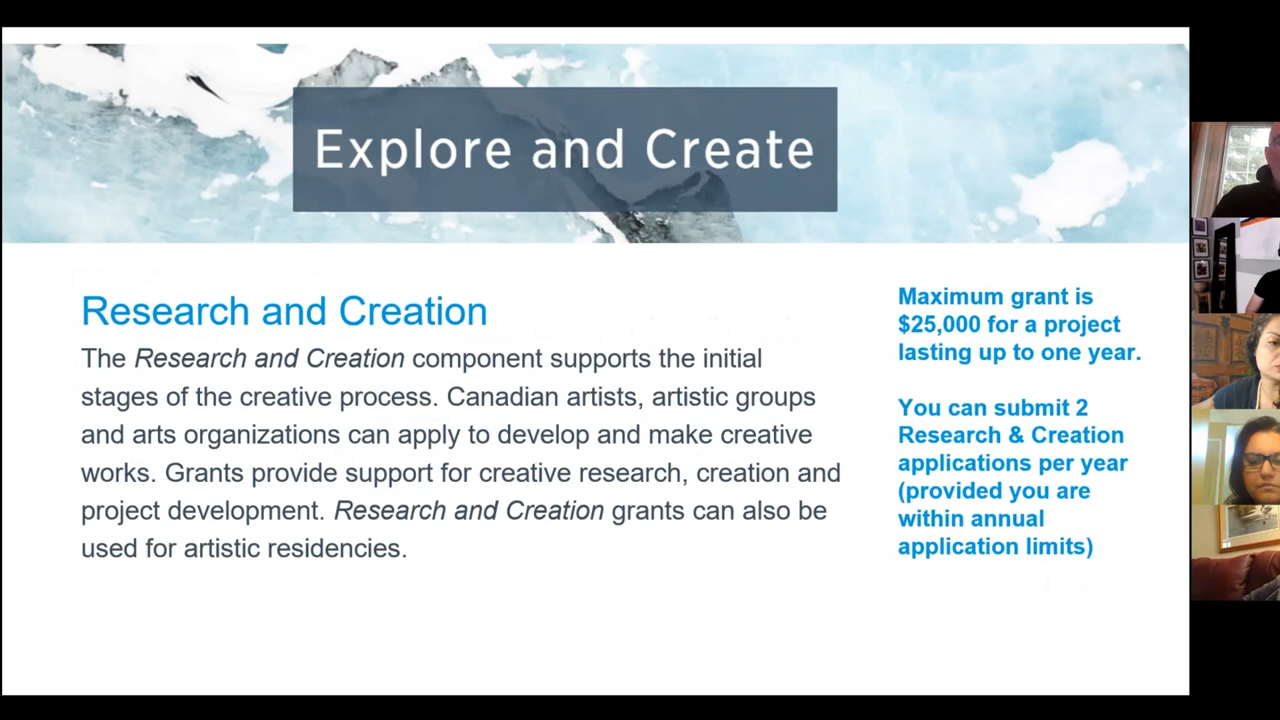 Explore and Create
Research and Creation
The Research and Creation component supports the initial
stages of the creative process. Canadian artists, artistic groups
and arts organizations can apply to develop and make creative
works. Grants provide support for creative research, creation and
project development. Research and Creation grants can also be
used for artistic residencies.
Maximum grant is
$25,000 for a project
lasting up to one year.
You can submit 2
Research & Creation
applications per year
(provided you are
within annual
application limits)